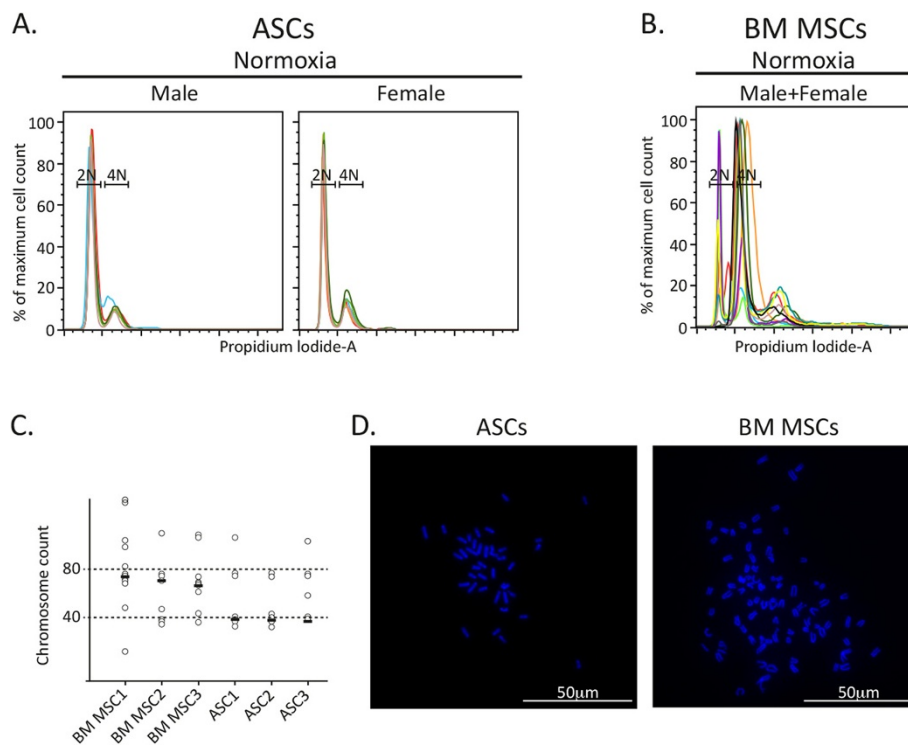 A.
ASCs
Normoxia
Male
Female
% of maximum cell count
100
80
60
40
20
0
2N
4N
2N
4N
Propidium Iodide-A
B.
BM MSCs
Normoxia
Male+Female
% of maximum cell count
100
80
60
40
20
0
2N
4N
Propidium Iodide-A
C.
Chromosome count
80
40
BM MSC1
BM MSC2
BM MSC3
ASC1
ASC2
ASC3
D.
ASCs
BM MSCs
50μm
50μm